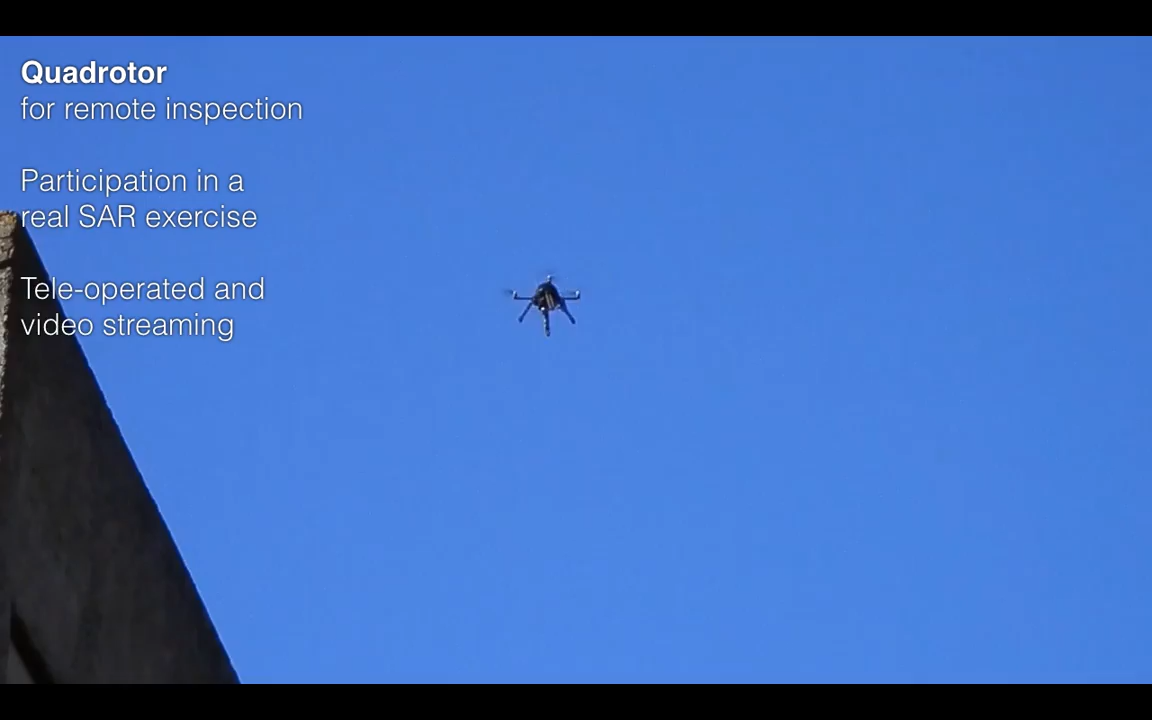 Quadrotor
for remote inspection
Participation in a
real SAR exercise
Tele-operated and
video streaming